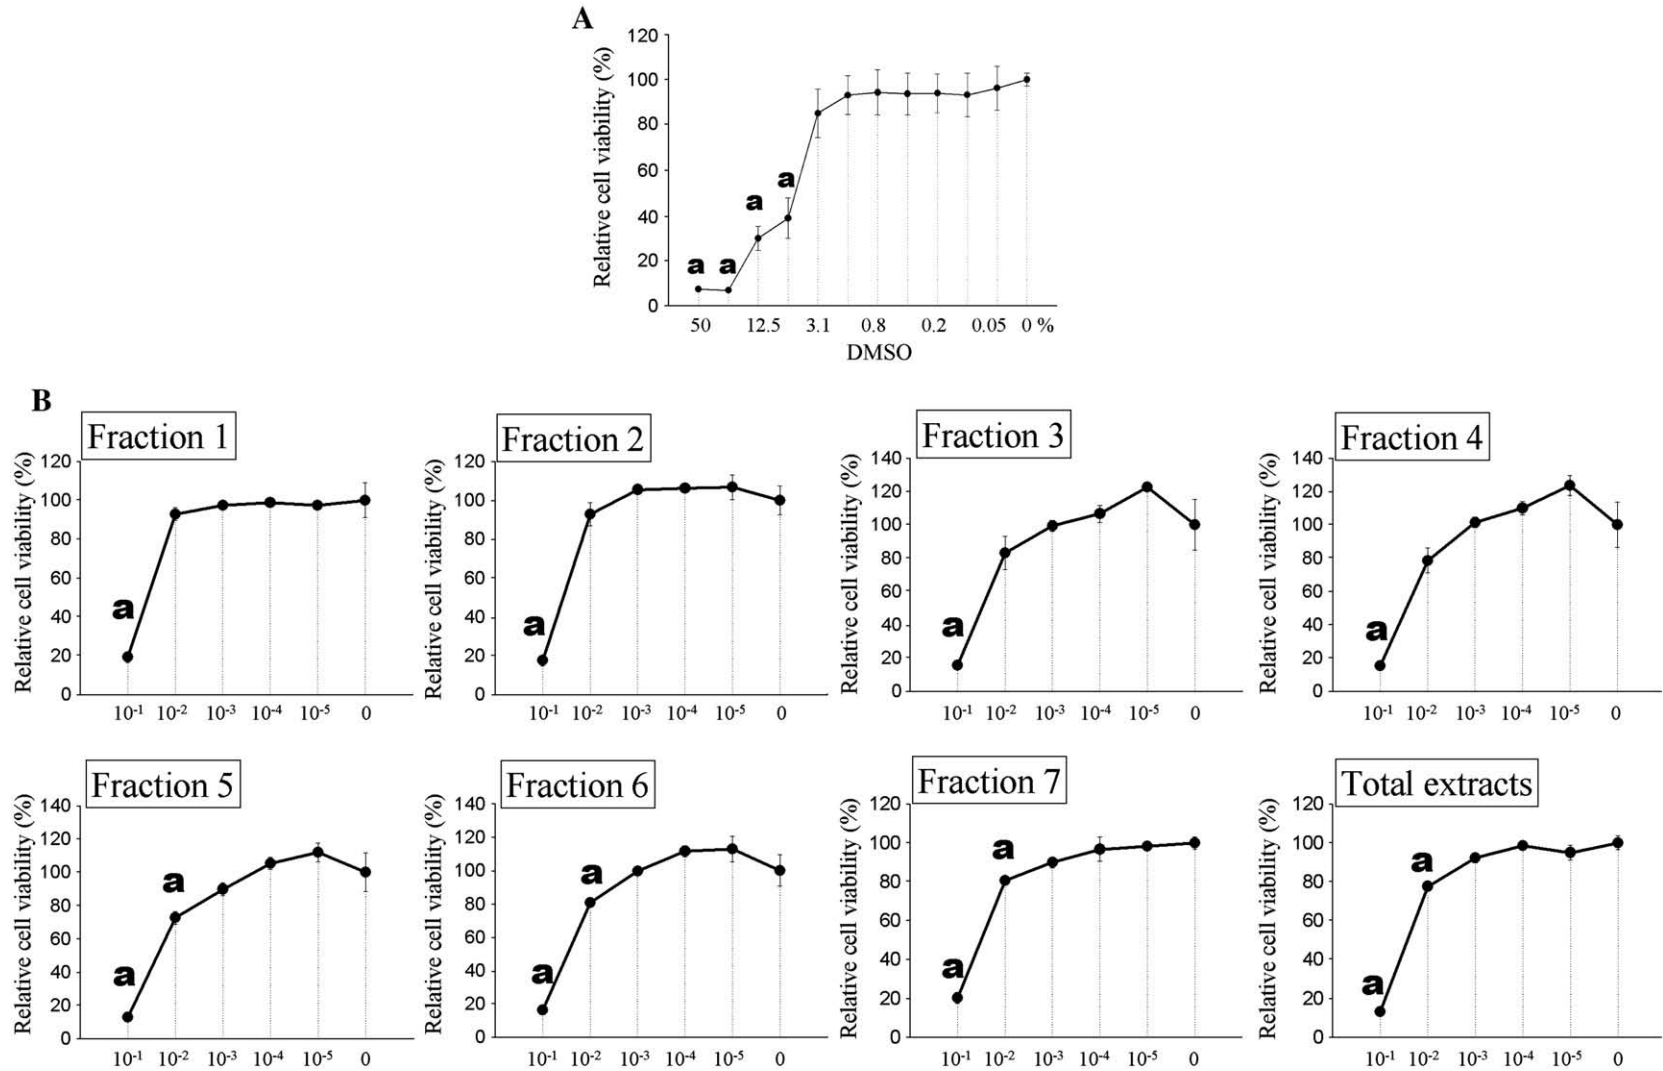 A
Relative cell viability (%)
120
100
80
60
40
20
0
a
a
a
a
50 12.5 3.1 0.8 0.2 0.05 0 %
DMSO
B
Fraction 1
Relative cell viability (%)
120
100
80
60
40
20
0
a
10-1 10-2 10-3 10-4 10-5 0
Fraction 2
Relative cell viability (%)
120
100
80
60
40
20
0
a
10-1 10-2 10-3 10-4 10-5 0
Fraction 3
Relative cell viability (%)
140
120
100
80
60
40
20
0
a
10-1 10-2 10-3 10-4 10-5 0
Fraction 4
Relative cell viability (%)
140
120
100
80
60
40
20
0
a
10-1 10-2 10-3 10-4 10-5 0
Fraction 5
Relative cell viability (%)
140
120
100
80
60
40
20
0
a
a
10-1 10-2 10-3 10-4 10-5 0
Fraction 6
Relative cell viability (%)
140
120
100
80
60
40
20
0
a
a
10-1 10-2 10-3 10-4 10-5 0
Fraction 7
Relative cell viability (%)
120
100
80
60
40
20
0
a
a
10-1 10-2 10-3 10-4 10-5 0
Total extracts
Relative cell viability (%)
120
100
80
60
40
20
0
a
a
10-1 10-2 10-3 10-4 10-5 0